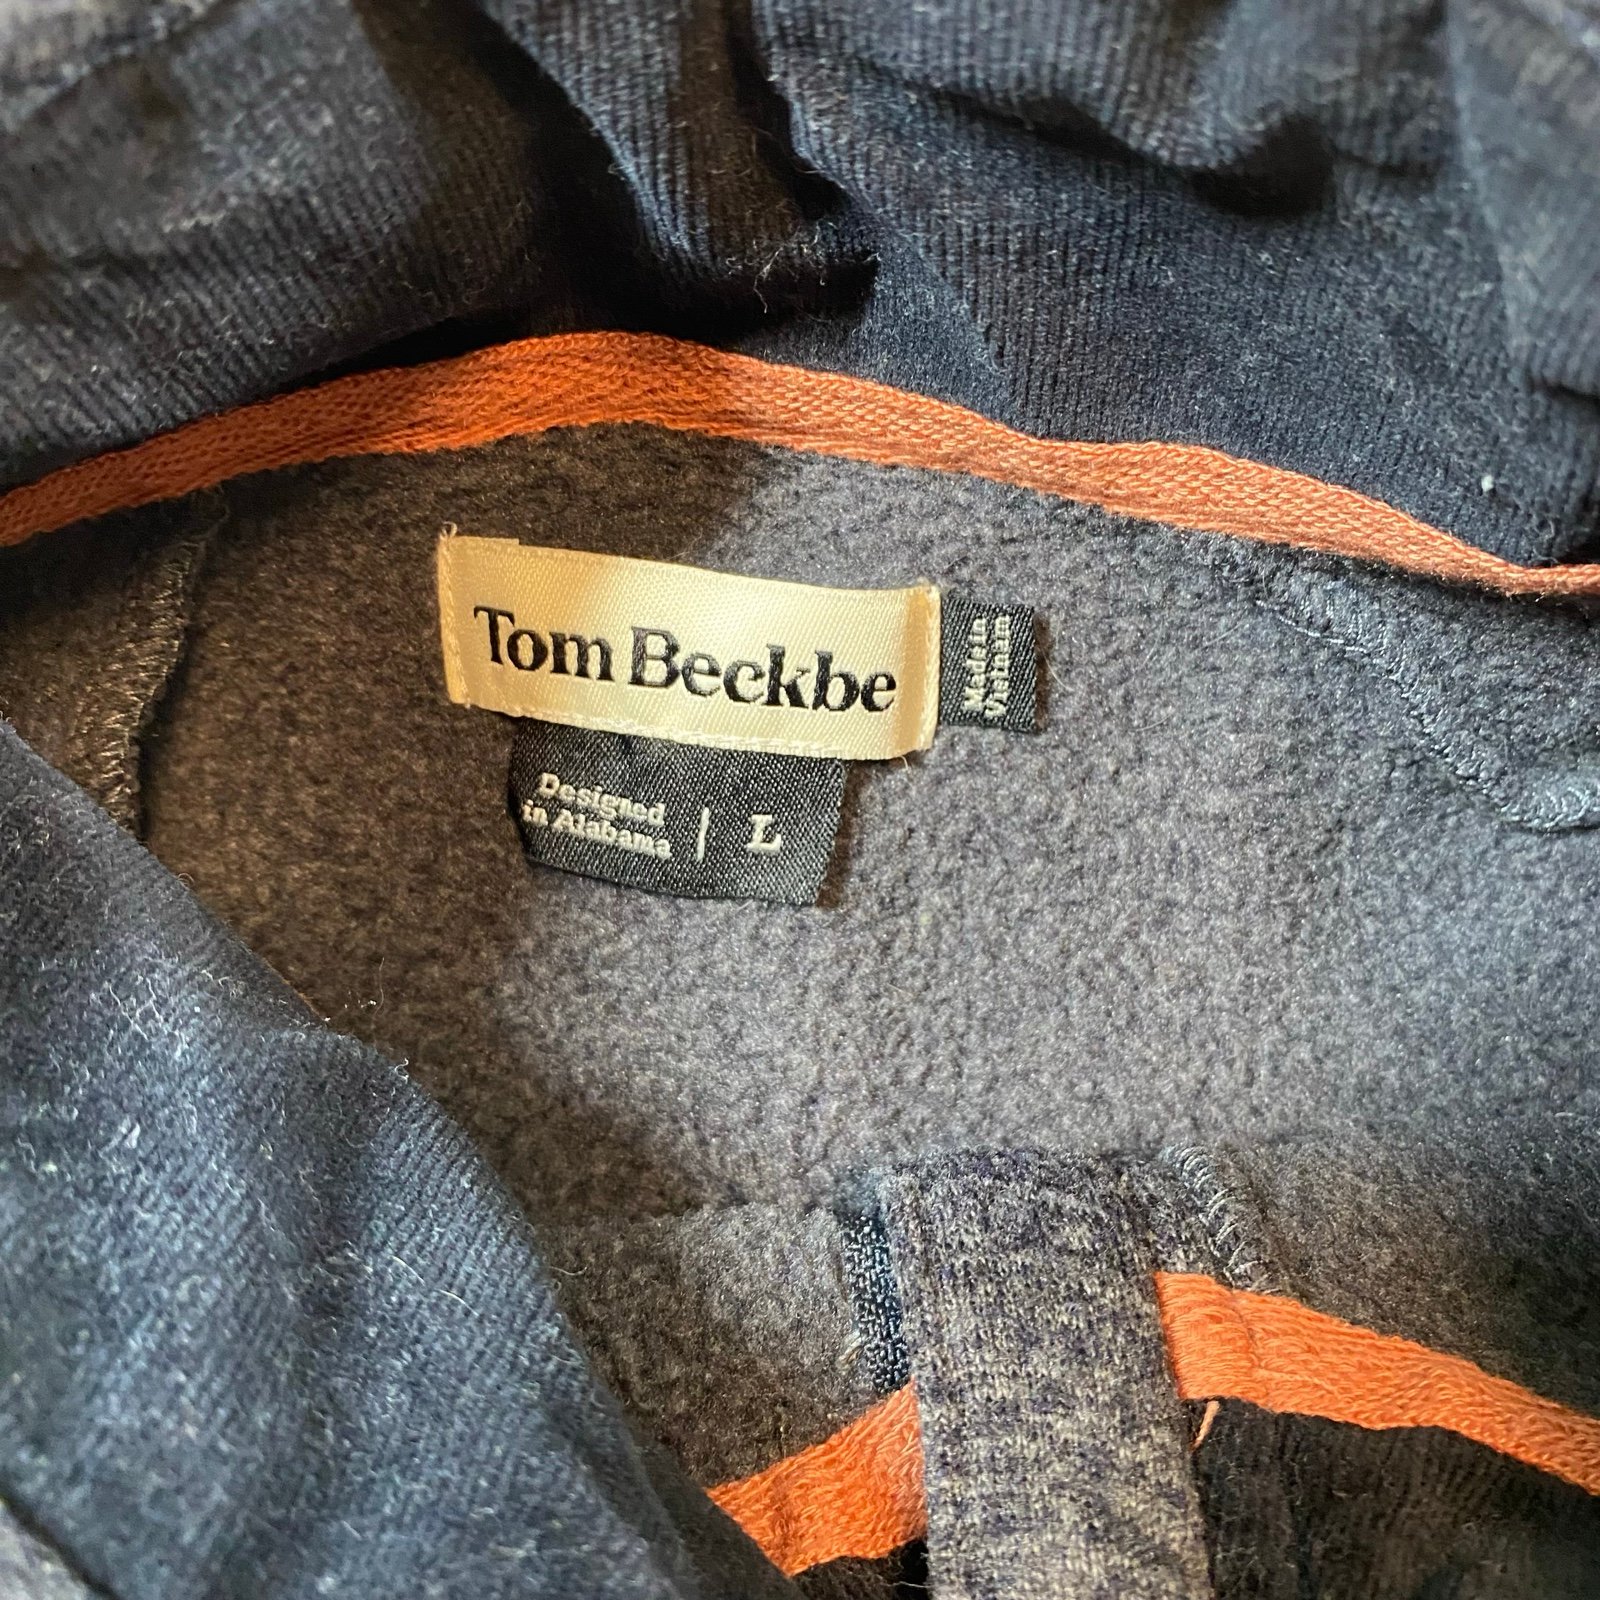 Tom Beckbe
Made in
Vietnam
Designed
in Alabama | L